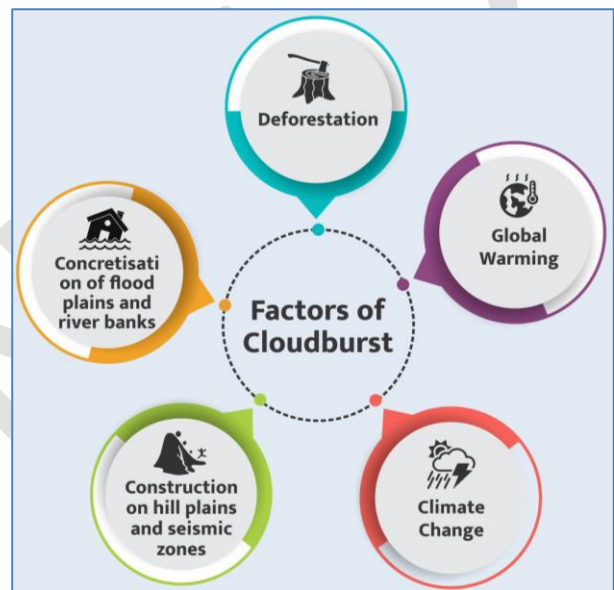 Deforestation
Global
Warming
Climate
Change
Construction
on hill plains
and seismic
zones
Concretisati
on of flood
plains and
river banks
Factors of
Cloudburst